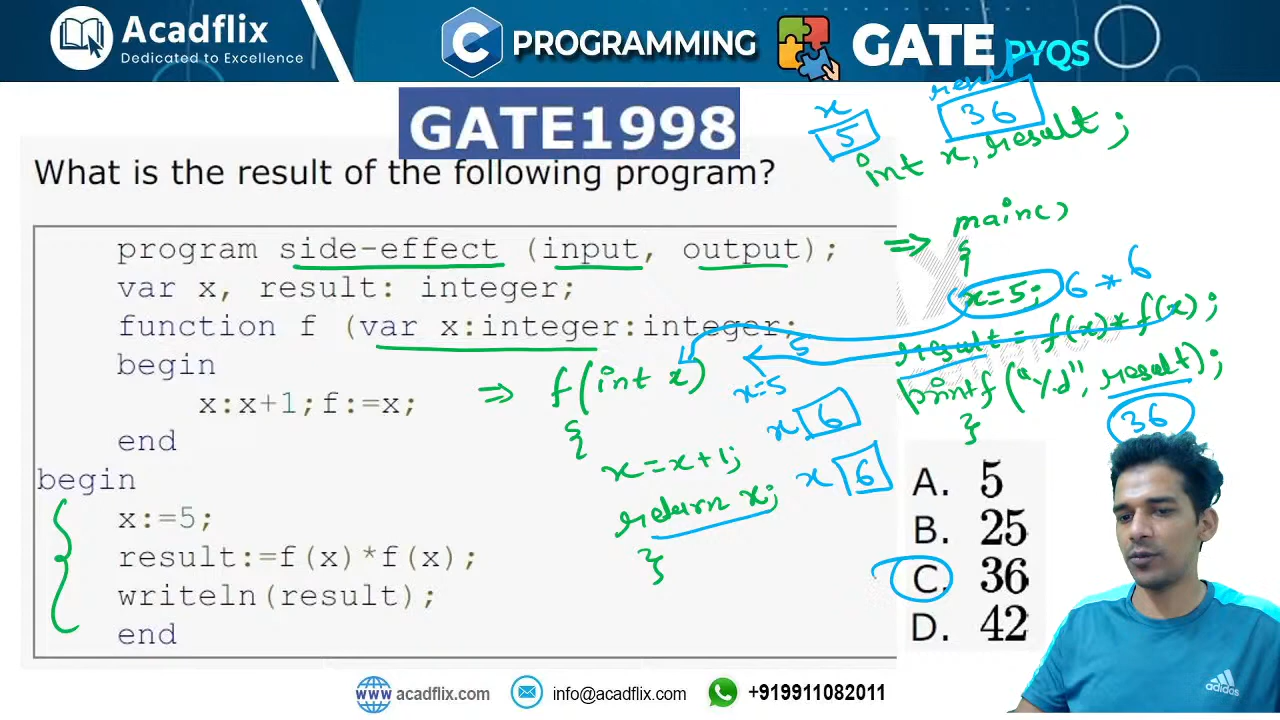 Acadflix
Dedicated to Excellence
C PROGRAMMING
GATE PYQS
GATE1998
What is the result of the following program?
program side-effect (input, output);
var x, result: integer;
function f (var x:integer:integer;
begin
x:x+1;f:=x;
end
begin
x:=5;
result:=f(x)*f(x);
writeln(result);
end
f(int x)
{
x=x+1;
return x;
}
5
x=5
x 6
x 6
x
5
result
36
int x, result;
main()
{
x=5;
6*6
result=f(x)*f(x);
printf("%d", result);
36
}
A. 5
B. 25
C. 36
D. 42
adidas
www acadflix.com
info@acadflix.com
+919911082011